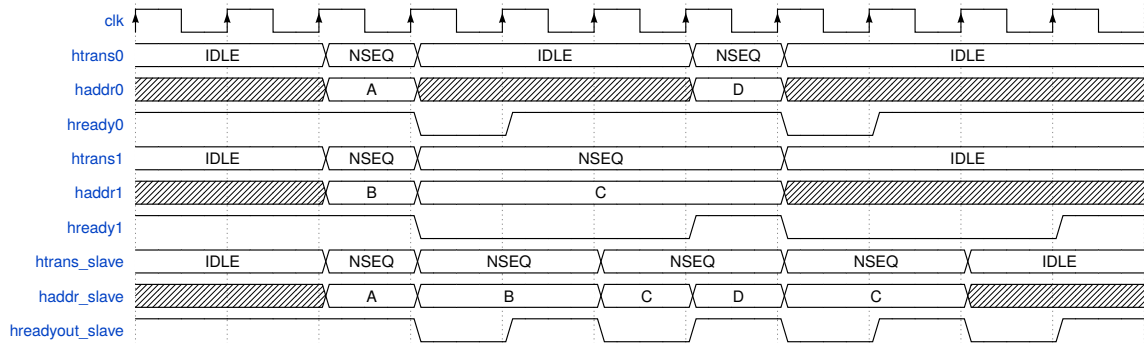 clk
htrans0 IDLE NSEQ IDLE NSEQ IDLE
haddr0 A D
hready0
htrans1 IDLE NSEQ NSEQ IDLE
haddr1 B C
hready1
htrans_slave IDLE NSEQ NSEQ NSEQ NSEQ IDLE
haddr_slave A B C D C
hreadyout_slave